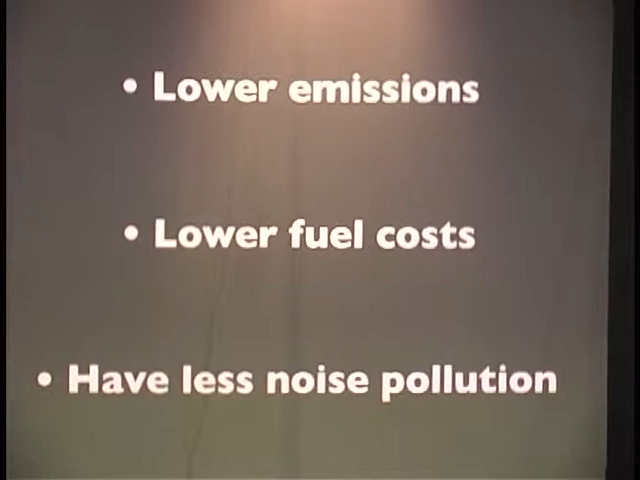 • Lower emissions
• Lower fuel costs
• Have less noise pollution